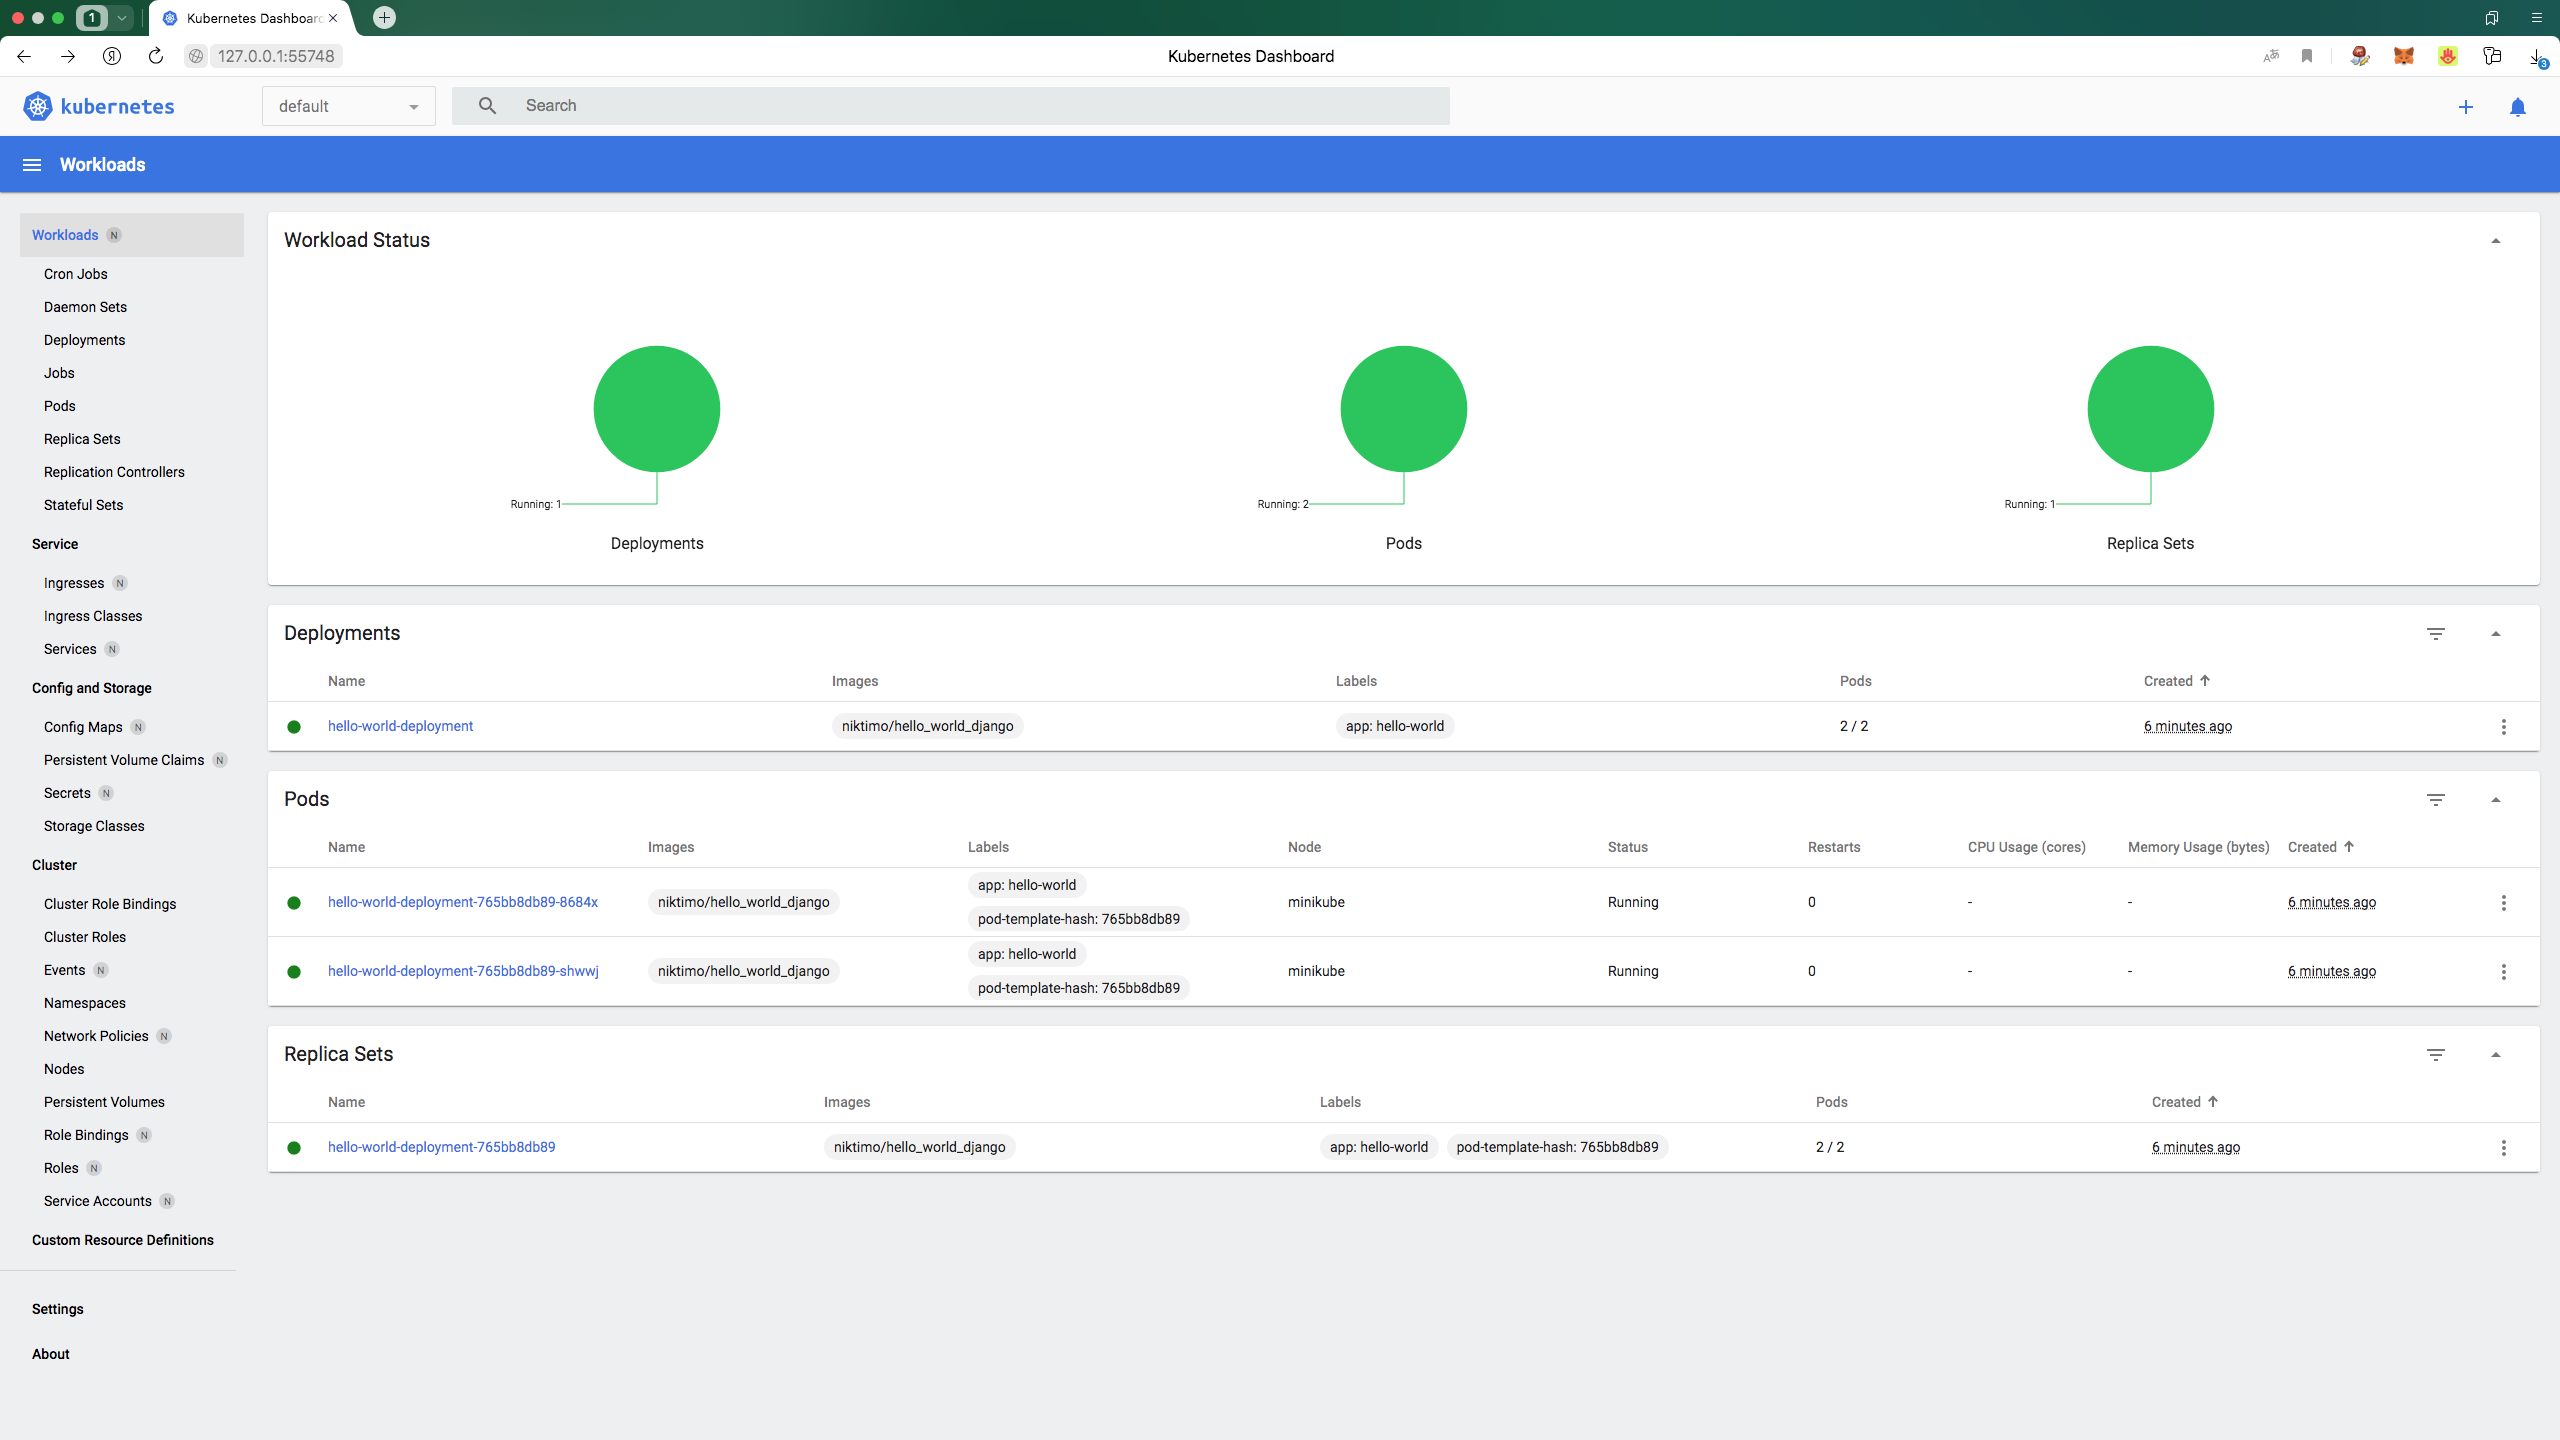 1
Kubernetes Dashboard
127.0.0.1:55748
Kubernetes Dashboard
3
kubernetes
default
Search
Workloads
Workloads N
Cron Jobs
Daemon Sets
Deployments
Jobs
Pods
Replica Sets
Replication Controllers
Stateful Sets
Service
Ingresses N
Ingress Classes
Services N
Config and Storage
Config Maps N
Persistent Volume Claims N
Secrets N
Storage Classes
Cluster
Cluster Role Bindings
Cluster Roles
Events N
Namespaces
Network Policies N
Nodes
Persistent Volumes
Role Bindings N
Roles N
Service Accounts N
Custom Resource Definitions
Settings
About
Workload Status
Running: 1
Deployments
Running: 2
Pods
Running: 1
Replica Sets
Deployments
Name Images Labels Pods Created
hello-world-deployment niktimo/hello_world_django app: hello-world 2 / 2 6 minutes ago
Pods
Name Images Labels Node Status Restarts CPU Usage (cores) Memory Usage (bytes) Created
hello-world-deployment-765bb8db89-8684x niktimo/hello_world_django app: hello-world minikube Running 0 - - 6 minutes ago
pod-template-hash: 765bb8db89
hello-world-deployment-765bb8db89-shwwj niktimo/hello_world_django app: hello-world minikube Running 0 - - 6 minutes ago
pod-template-hash: 765bb8db89
Replica Sets
Name Images Labels Pods Created
hello-world-deployment-765bb8db89 niktimo/hello_world_django app: hello-world pod-template-hash: 765bb8db89 2 / 2 6 minutes ago